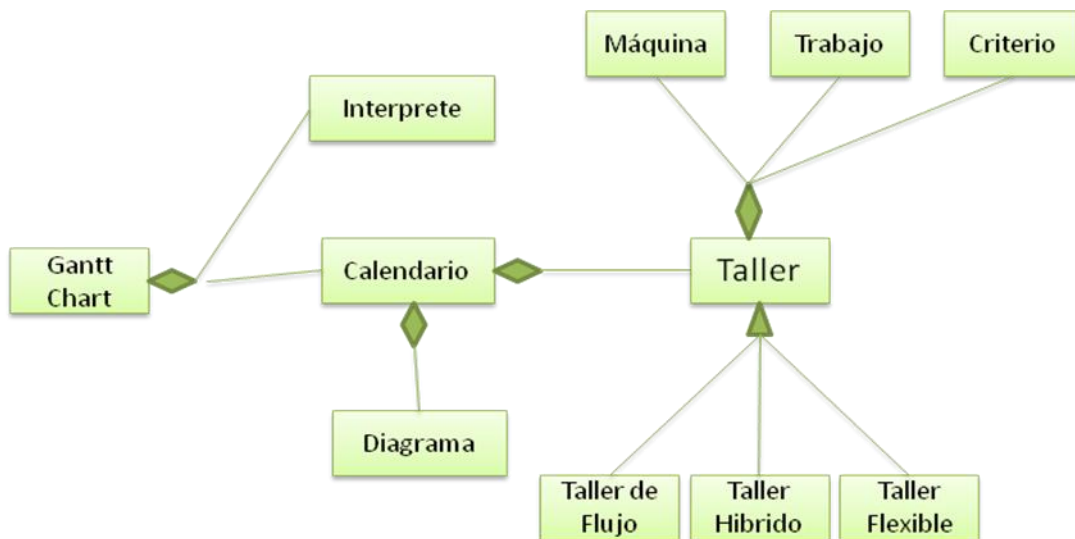 Máquina
Trabajo
Criterio
Interprete
Gantt
Chart
Calendario
Taller
Diagrama
Taller de
Flujo
Taller
Hibrido
Taller
Flexible